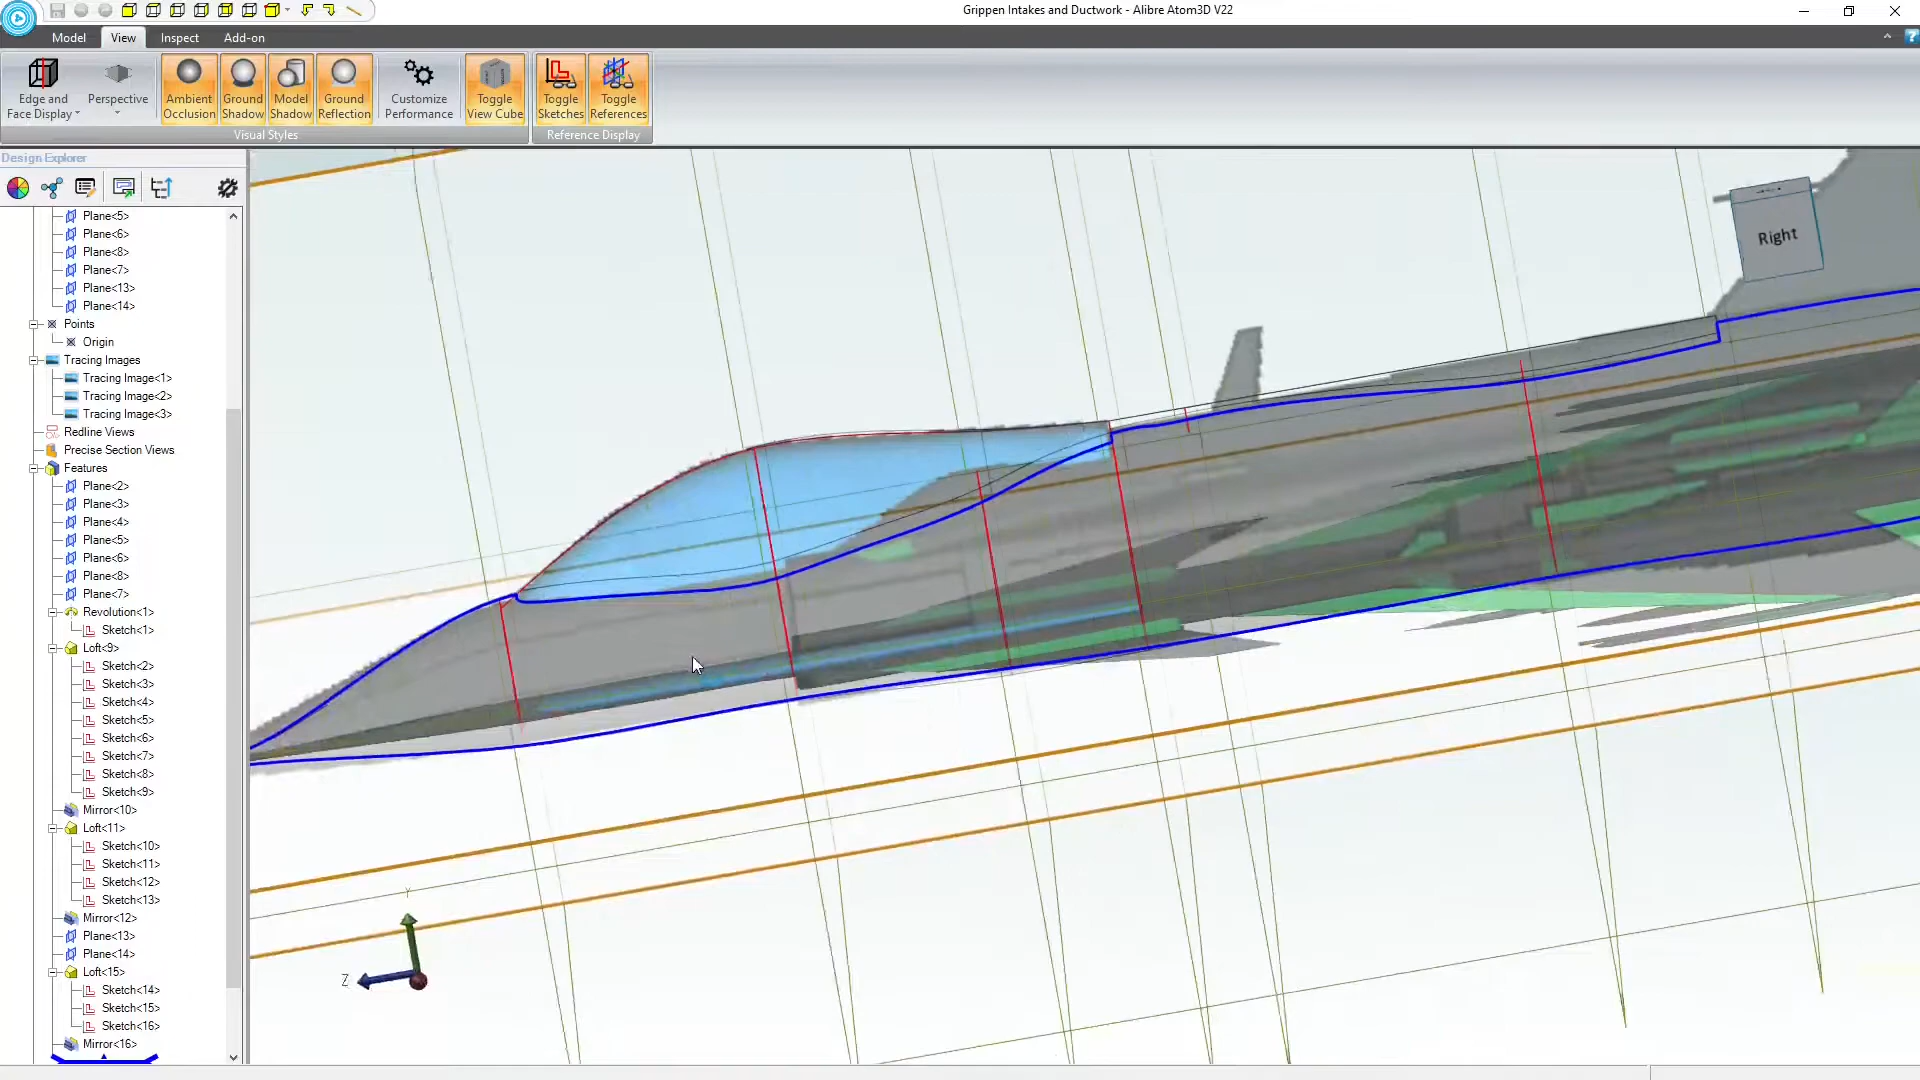 Grippen Intakes and Ductwork - Alibre Atom3D V22
Model View Inspect Add-on
Edge and Face Display
Perspective
Ambient Occlusion
Ground Shadow
Model Shadow
Ground Reflection
Customize Performance
Toggle View Cube
Toggle Sketches
Toggle References
Visual Styles
Reference Display
Design Explorer
Plane<5>
Plane<6>
Plane<8>
Plane<7>
Plane<13>
Plane<14>
Points
Origin
Tracing Images
Tracing Image<1>
Tracing Image<2>
Tracing Image<3>
Redline Views
Precise Section Views
Features
Plane<2>
Plane<3>
Plane<4>
Plane<5>
Plane<6>
Plane<8>
Plane<7>
Revolution<1>
Sketch<1>
Loft<9>
Sketch<2>
Sketch<3>
Sketch<4>
Sketch<5>
Sketch<6>
Sketch<7>
Sketch<8>
Sketch<9>
Mirror<10>
Loft<11>
Sketch<10>
Sketch<11>
Sketch<12>
Sketch<13>
Mirror<12>
Plane<13>
Plane<14>
Loft<15>
Sketch<14>
Sketch<15>
Sketch<16>
Mirror<16>
Right
Y
Z